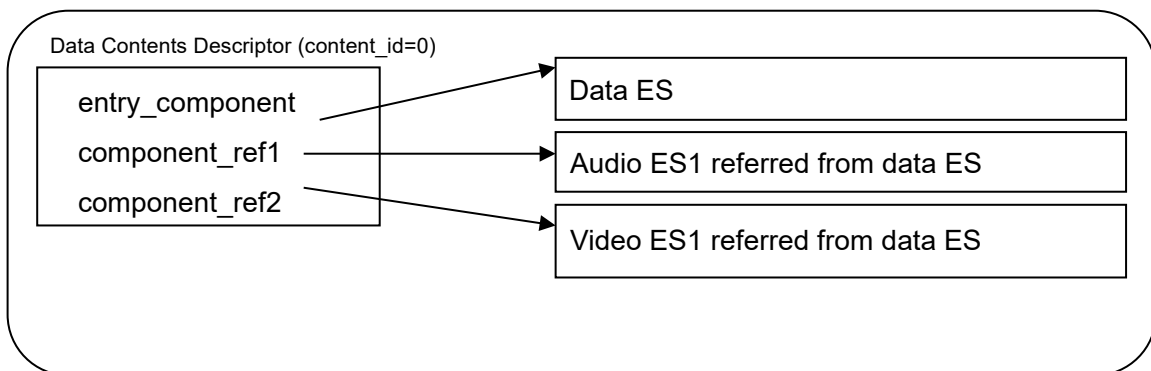 Data Contents Descriptor (content_id=0)
entry_component
component_ref1
component_ref2
Data ES
Audio ES1 referred from data ES
Video ES1 referred from data ES